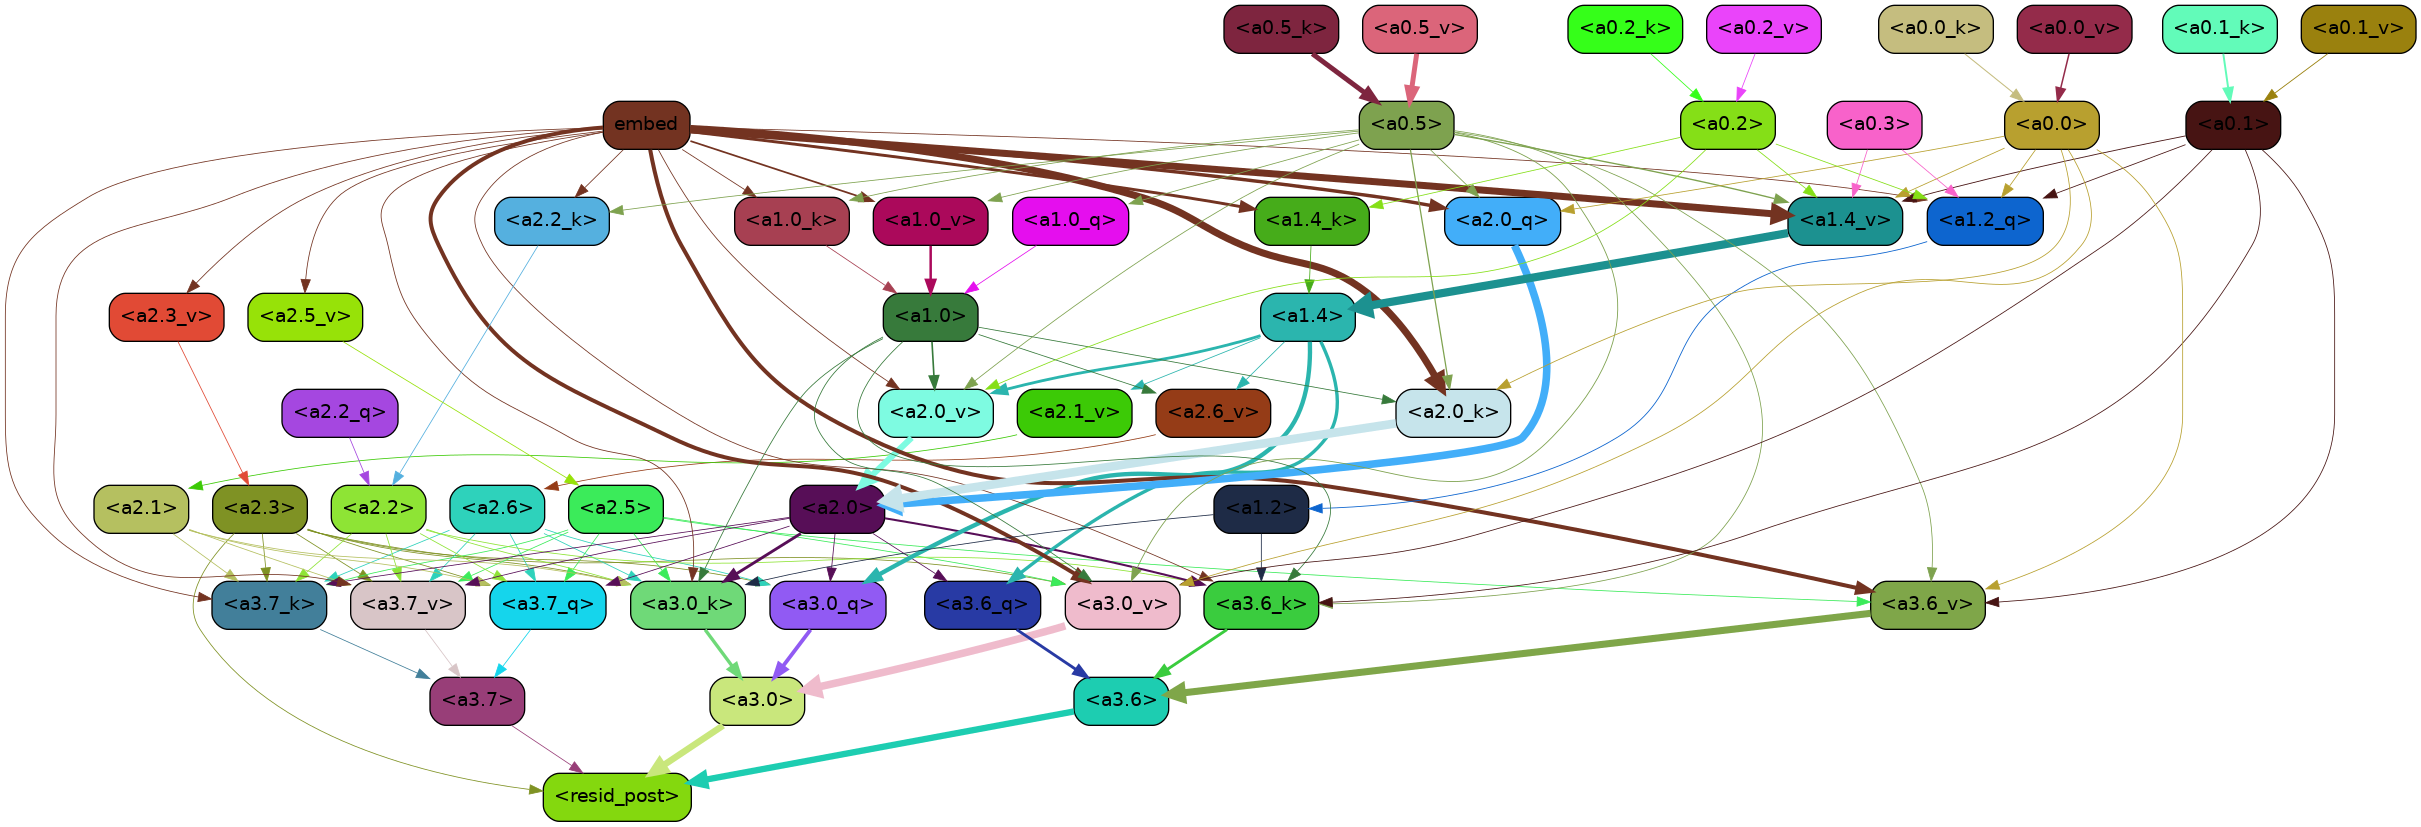 <a0.5_k> <a0.5_v> <a0.2_k> <a0.2_v> <a0.0_k> <a0.0_v> <a0.1_k> <a0.1_v>
embed <a0.5> <a0.2> <a0.3> <a0.0> <a0.1>
<a2.2_k> <a1.0_k> <a1.0_v> <a1.0_q> <a1.4_k> <a2.0_q> <a1.4_v> <a1.2_q>
<a2.3_v> <a2.5_v> <a1.0> <a1.4>
<a2.2_q> <a2.0_v> <a2.1_v> <a2.6_v> <a2.0_k>
<a2.1> <a2.3> <a2.2> <a2.6> <a2.5> <a2.0> <a1.2>
<a3.7_k> <a3.7_v> <a3.7_q> <a3.0_k> <a3.0_q> <a3.6_q> <a3.0_v> <a3.6_k> <a3.6_v>
<a3.7> <a3.0> <a3.6>
<resid_post>